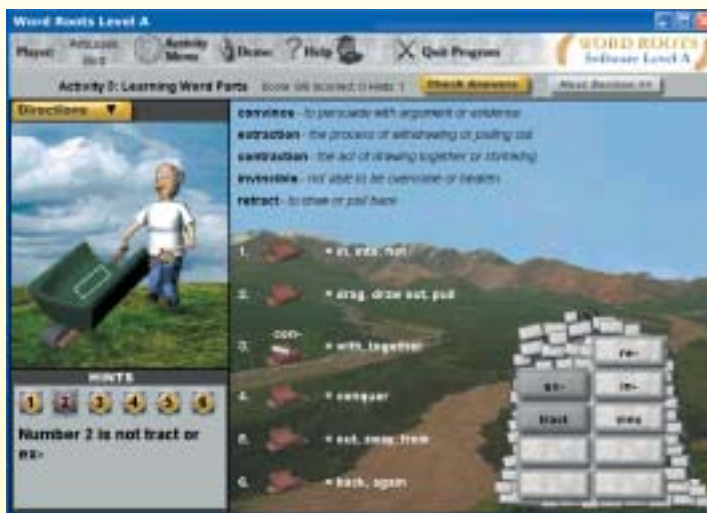 Word Roots Level A
Player:
Activity Menu
Demo
? Help
Quit Program
WORD ROOTS
Software Level A
Activity 3: Learning Word Parts
Check Answers
Next Section >>
Directions
convince - to persuade with argument or evidence
extraction - the process of withdrawing or pulling out
contraction - the act of drawing together or shrinking
invincible - not able to be overcome or beaten
retract - to draw or pull back
1. = in, into, not
2. = drag, draw out, pull
3. con- = with, together
4. = conquer
5. = out, away, from
6. = back, again
re-
ex-
in-
tract
HINTS
1 2 3 4 5 6
Number 2 is not tract or
ex-